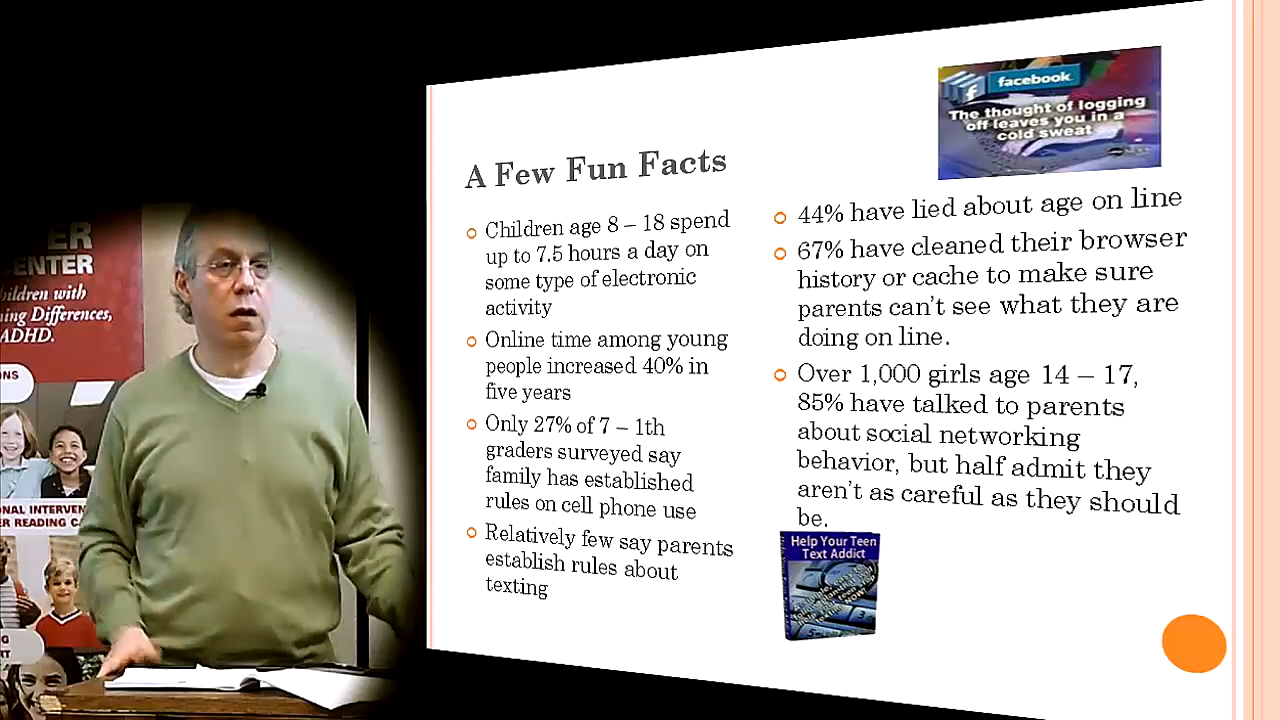 ER
ENTER
hildren with
ning Differences,
ADHD.
ONS
ONAL INTERVEN
ER READING CA
G
NT
facebook
The thought of logging
off leaves you in a
cold sweat
A Few Fun Facts
Children age 8 – 18 spend
up to 7.5 hours a day on
some type of electronic
activity
Online time among young
people increased 40% in
five years
Only 27% of 7 – 1th
graders surveyed say
family has established
rules on cell phone use
Relatively few say parents
establish rules about
texting
44% have lied about age on line
67% have cleaned their browser
history or cache to make sure
parents can't see what they are
doing on line.
Over 1,000 girls age 14 – 17,
85% have talked to parents
about social networking
behavior, but half admit they
aren't as careful as they should
be.
Help Your Teen
Text Addict